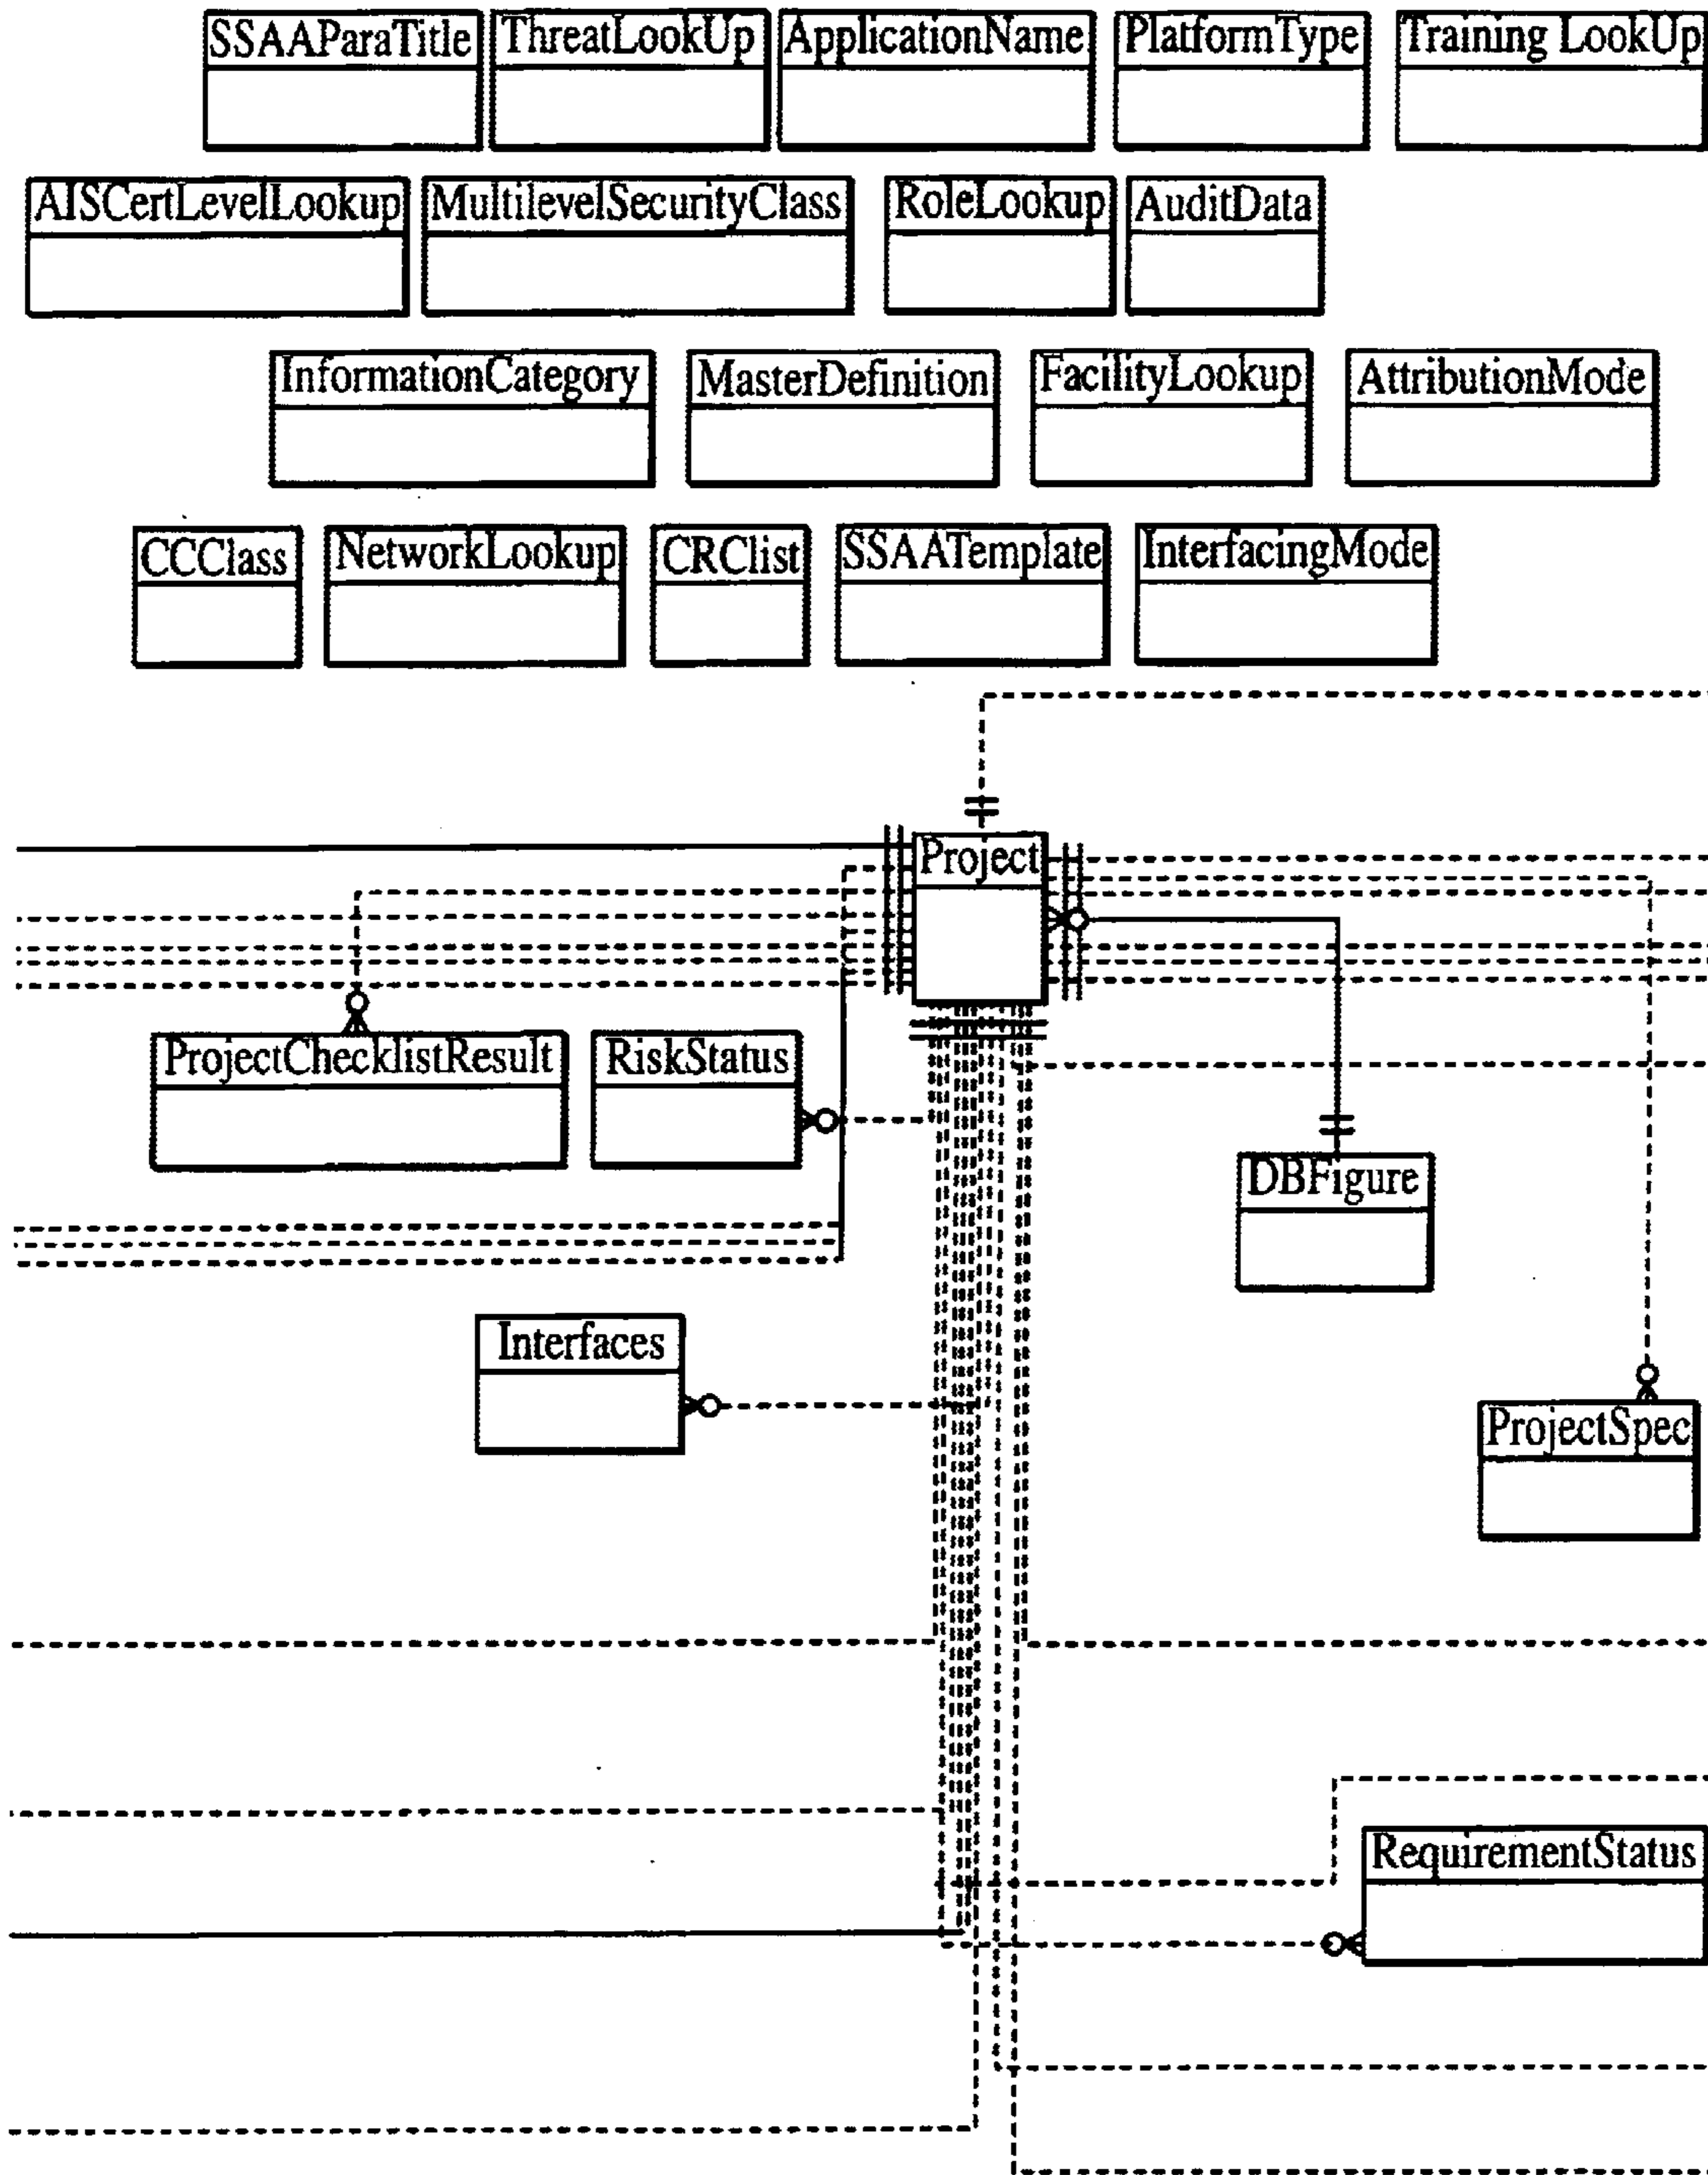 SSAAParaTitle ThreatLookUp ApplicationName PlatformType Training LookUp
AISCertLevelLookup MultilevelSecurityClass RoleLookup AuditData
InformationCategory MasterDefinition FacilityLookup AttributionMode
CCClass NetworkLookup CRClist SSAATemplate InterfacingMode
Project
ProjectChecklistResult RiskStatus
DBFigure
Interfaces
ProjectSpec
RequirementStatus